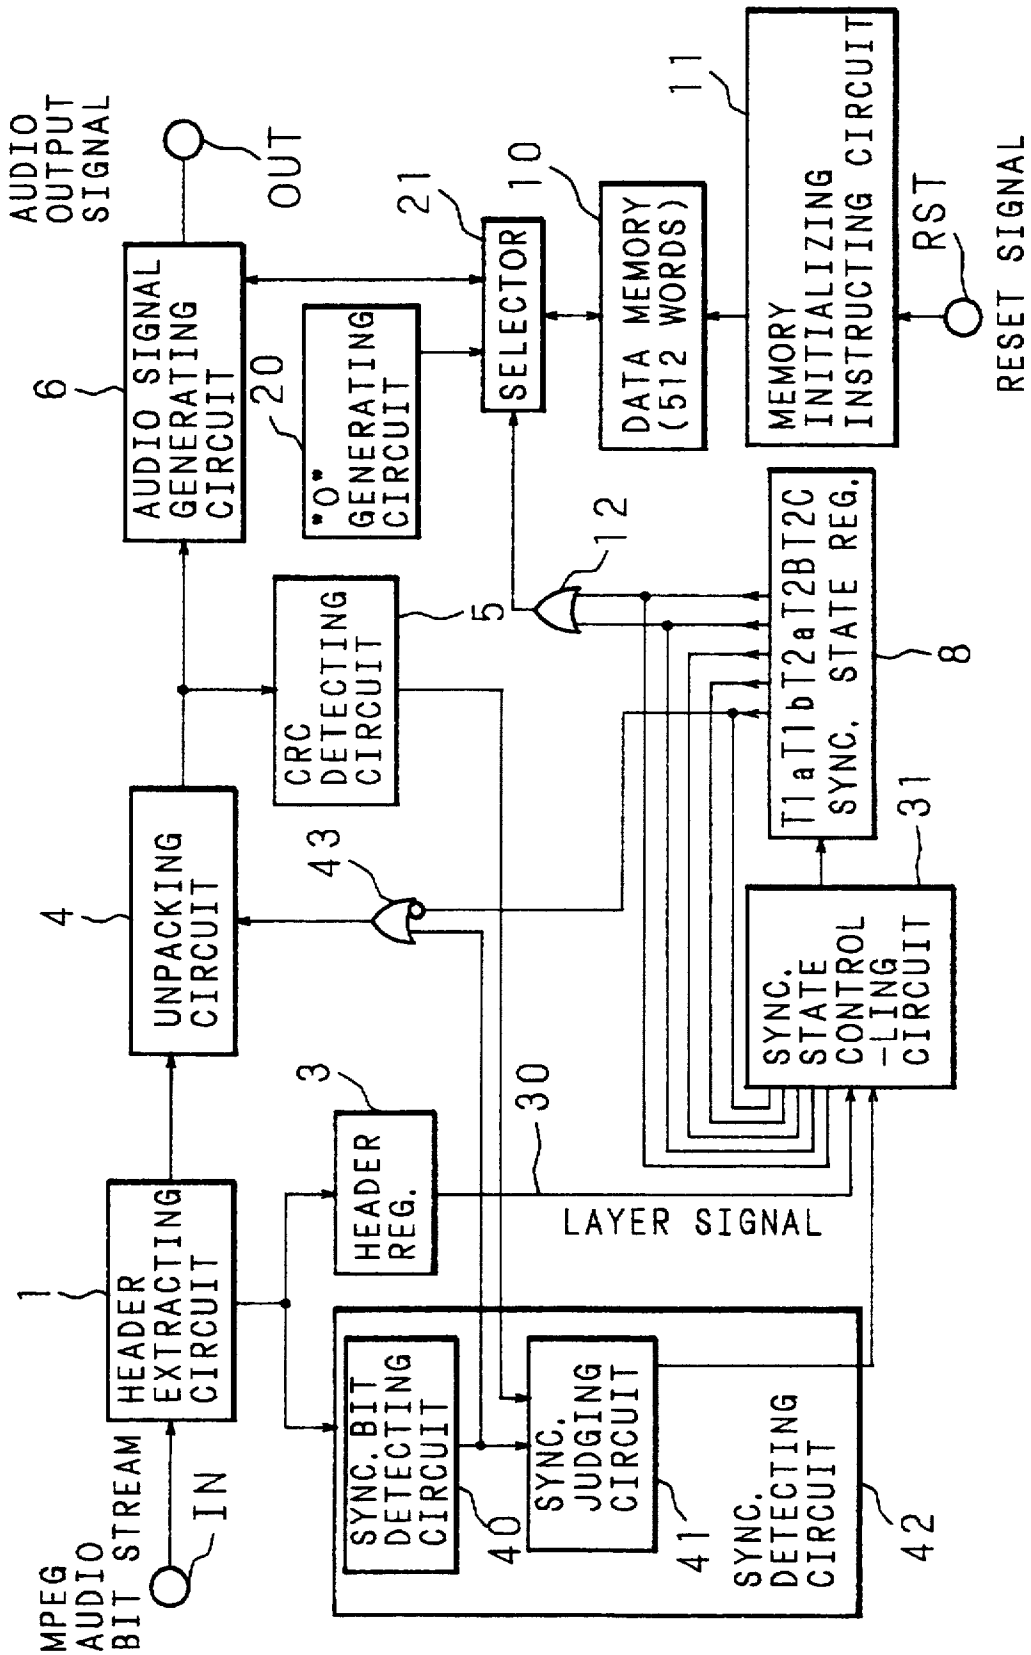 MPEG
AUDIO
BIT STREAM
IN
1
HEADER
EXTRACTING
CIRCUIT
4
UNPACKING
CIRCUIT
6
AUDIO SIGNAL
GENERATING
CIRCUIT
AUDIO
OUTPUT
SIGNAL
OUT
SYNC.BIT
DETECTING
CIRCUIT
40
SYNC.
JUDGING
CIRCUIT
41
SYNC.
DETECTING
CIRCUIT
42
3
HEADER
REG.
30
LAYER SIGNAL
43
CRC
DETECTING
CIRCUIT
5
20
"0"
GENERATING
CIRCUIT
21
SELECTOR
12
10
DATA MEMORY
(512 WORDS)
11
MEMORY
INITIALIZING
INSTRUCTING CIRCUIT
RST
RESET SIGNAL
SYNC.
STATE
CONTROL
-LING
CIRCUIT
31
T1aT1bT2aT2BT2C
SYNC. STATE REG.
8